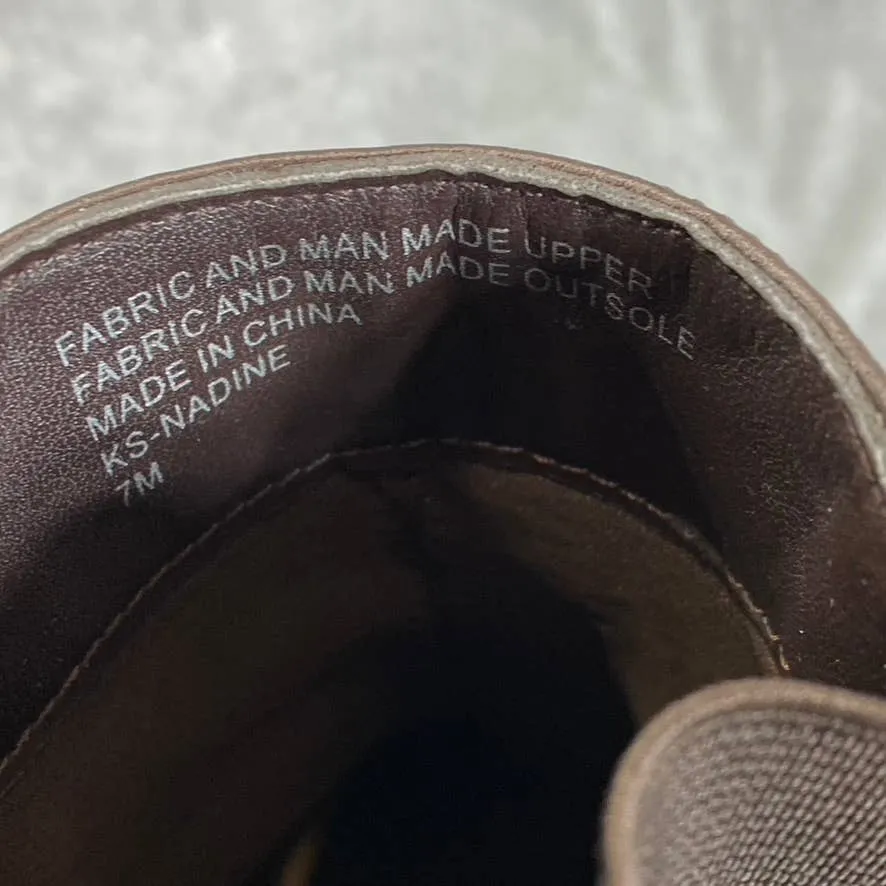 FABRIC AND MAN MADE UPPER
FABRIC AND MAN MADE OUTSOLE
MADE IN CHINA
KS-NADINE
7M